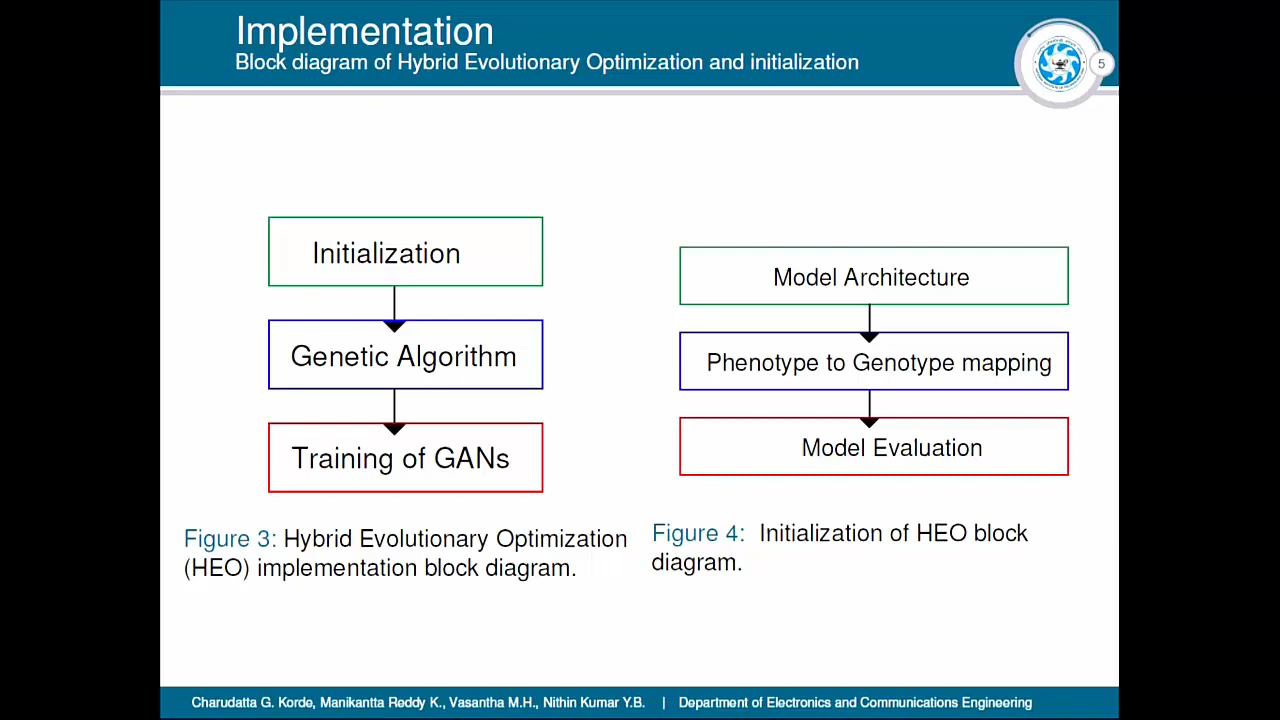 Implementation
Block diagram of Hybrid Evolutionary Optimization and initialization
5
Initialization
Genetic Algorithm
Training of GANs
Figure 3: Hybrid Evolutionary Optimization
(HEO) implementation block diagram.
Model Architecture
Phenotype to Genotype mapping
Model Evaluation
Figure 4: Initialization of HEO block
diagram.
Charudatta G. Korde, Manikantta Reddy K., Vasantha M.H., Nithin Kumar Y.B. | Department of Electronics and Communications Engineering